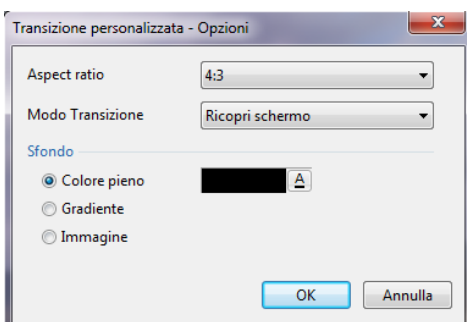 Transizione personalizzata - Opzioni
Aspect ratio 4:3
Modo Transizione Ricopri schermo
Sfondo
Colore pieno A
Gradiente
Immagine
OK Annulla